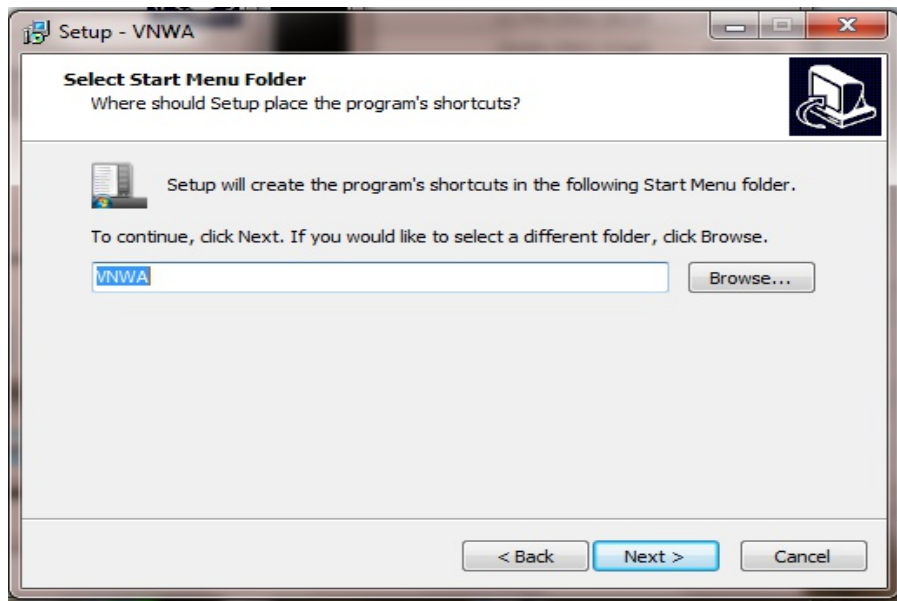 Setup - VNWA
Select Start Menu Folder
Where should Setup place the program's shortcuts?
Setup will create the program's shortcuts in the following Start Menu folder.
To continue, click Next. If you would like to select a different folder, click Browse.
VNWA
Browse...
< Back
Next >
Cancel